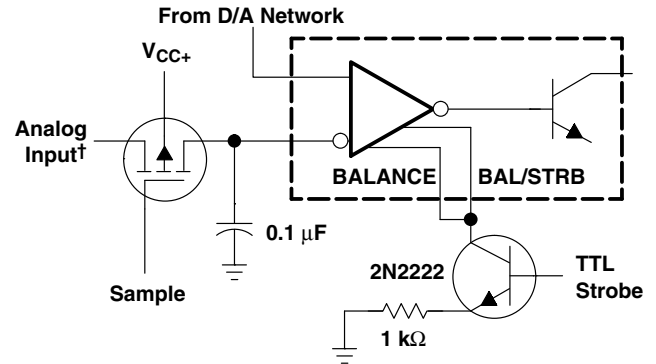 From D/A Network
VCC+
Analog
Input†
BALANCE
BAL/STRB
0.1 μF
2N2222
TTL
Strobe
Sample
1 kΩ